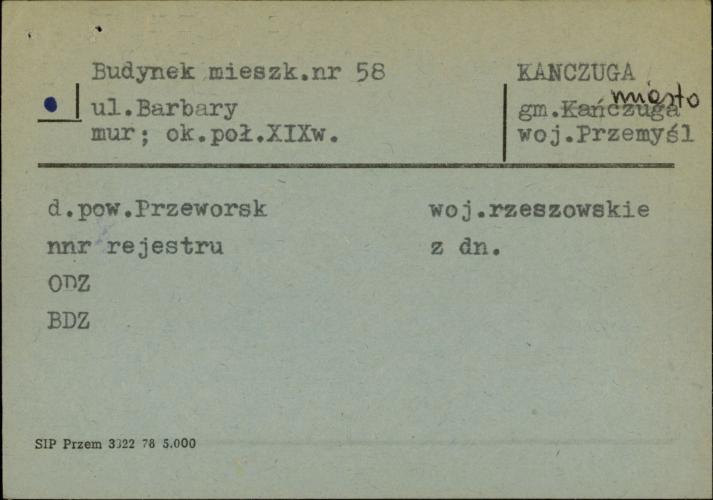 Budynek mieszk.nr 58
ul.Barbary
mur; ok.poł.XIXw.
KANCZUGA
miasto
gm.Kańczuga
woj.Przemyśl
d.pow.Przeworsk woj.rzeszowskie
nnr rejestru z dn.
ODZ
BDZ
SIP Przem 3922 78 5.000